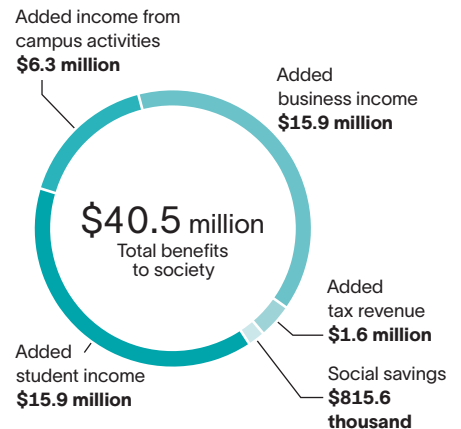 Added income from
campus activities
$6.3 million
Added
business income
$15.9 million
$40.5 million
Total benefits
to society
Added
tax revenue
$1.6 million
Added
student income
$15.9 million
Social savings
$815.6
thousand